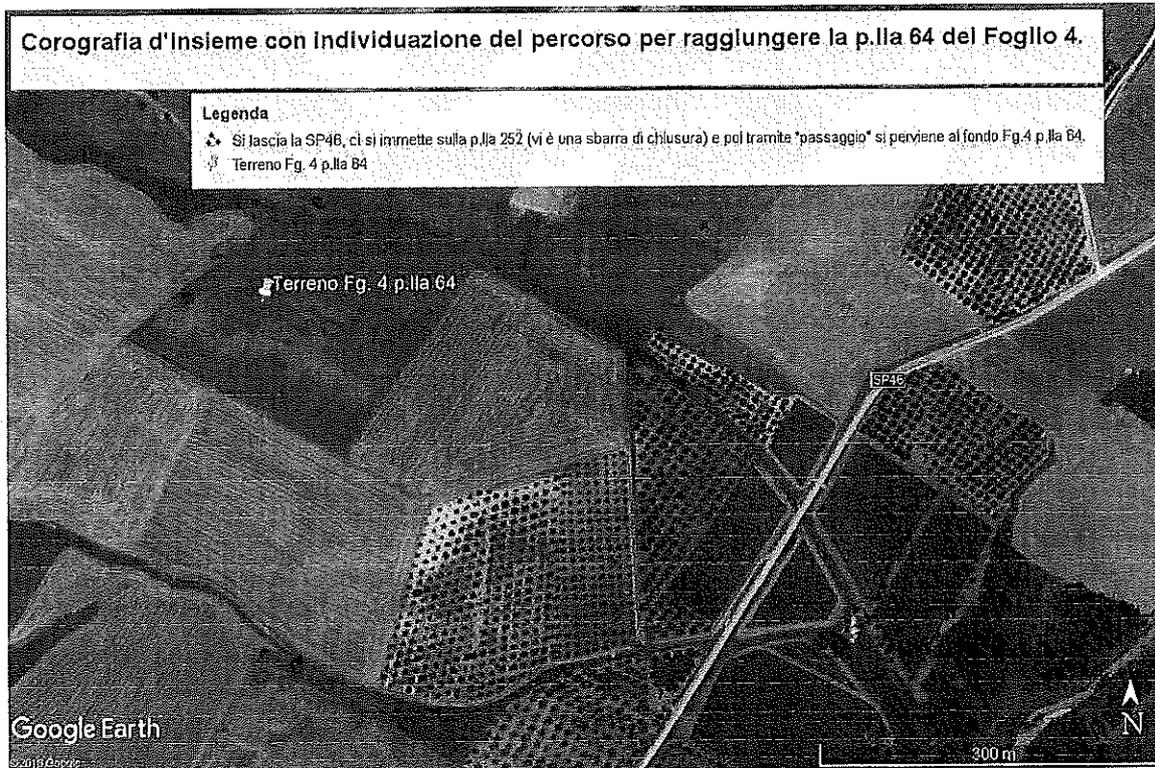 Corografia d'insieme con individuazione del percorso per raggiungere la p.lla 64 del Foglio 4.
Legenda
Si lascia la SP46, ci si immette sulla p.lla 252 (vi è una sbarra di chiusura) e poi tramite "passaggio" si perviene al fondo Fg.4 p.lla 64.
Terreno Fg. 4 p.lla 64
Terreno Fg. 4 p.lla 64
SP46
Google Earth
N
300 m
© 2018 Google